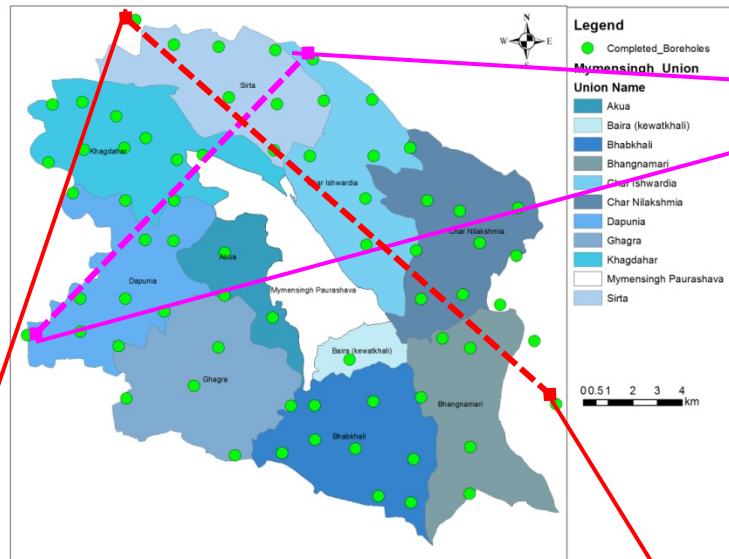 N
W
E
S
Legend
Completed_Boreholes
Mymensingh_Union
Union Name
Akua
Baira (kewatkhali)
Bhabkhali
Bhangnamari
Char Ishwardia
Char Nilakshmia
Dapunia
Ghagra
Khagdahar
Mymensingh Paurashava
Sirta
0 0.5 1 2 3 4
km
Sirta
Khagdahar
Char Ishwardia
Char Nilakshmia
Akua
Dapunia
Mymensingh Paurashava
Baira (kewatkhali)
Ghagra
Bhangnamari
Bhabkhali